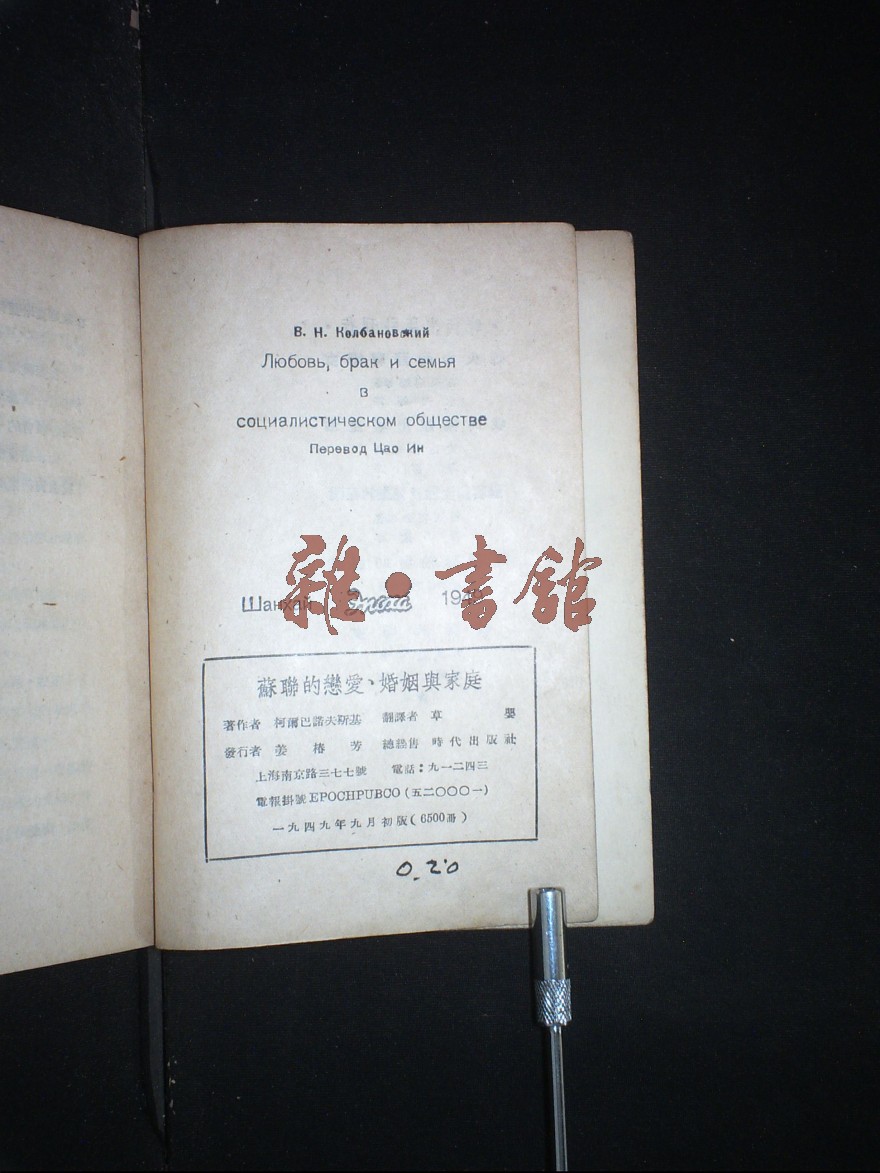 В. Н. Колбановский
Любовь, брак и семья
в
социалистическом обществе
Перевод Цао Ин
雜·書館
Шанхай Эпоха
蘇聯的戀愛、婚姻與家庭
著作者 柯爾巴諾夫斯基 翻譯者 草嬰
發行者 姜椿芳 總經售 時代出版社
上海南京路三七七號 電話：九一二四三
電報掛號EPOCHPUBCO（五二〇〇〇一）
一九四九年九月初版（6500冊）
0.20